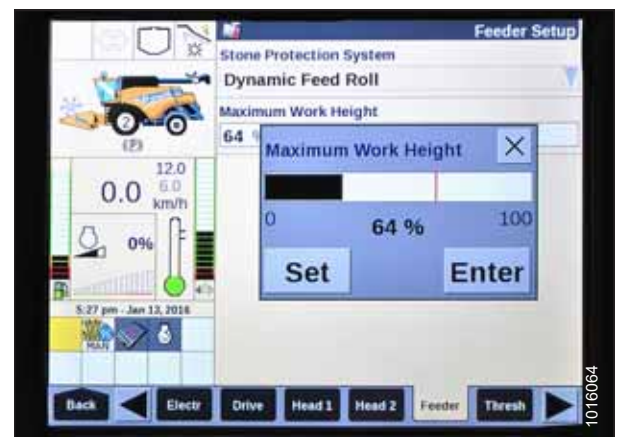 Feeder Setup
Stone Protection System
Dynamic Feed Roll
Maximum Work Height
64 %
Maximum Work Height
0 64 % 100
Set Enter
(P)
12.0
0.0 6.0
km/h
0%
5:27 pm - Jan 13, 2016
MAN
Back Electr Drive Head 1 Head 2 Feeder Thresh
1016064